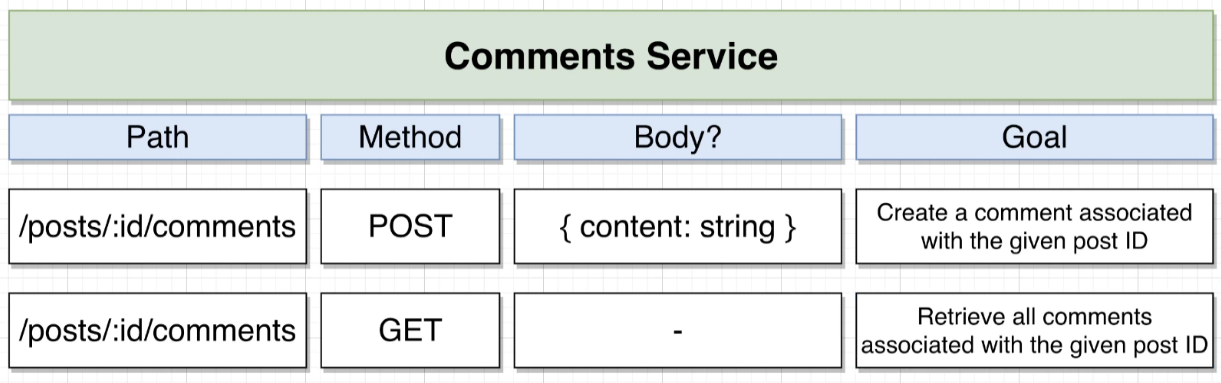 Comments Service
Path Method Body? Goal
/posts/:id/comments POST { content: string } Create a comment associated
with the given post ID
/posts/:id/comments GET - Retrieve all comments
associated with the given post ID